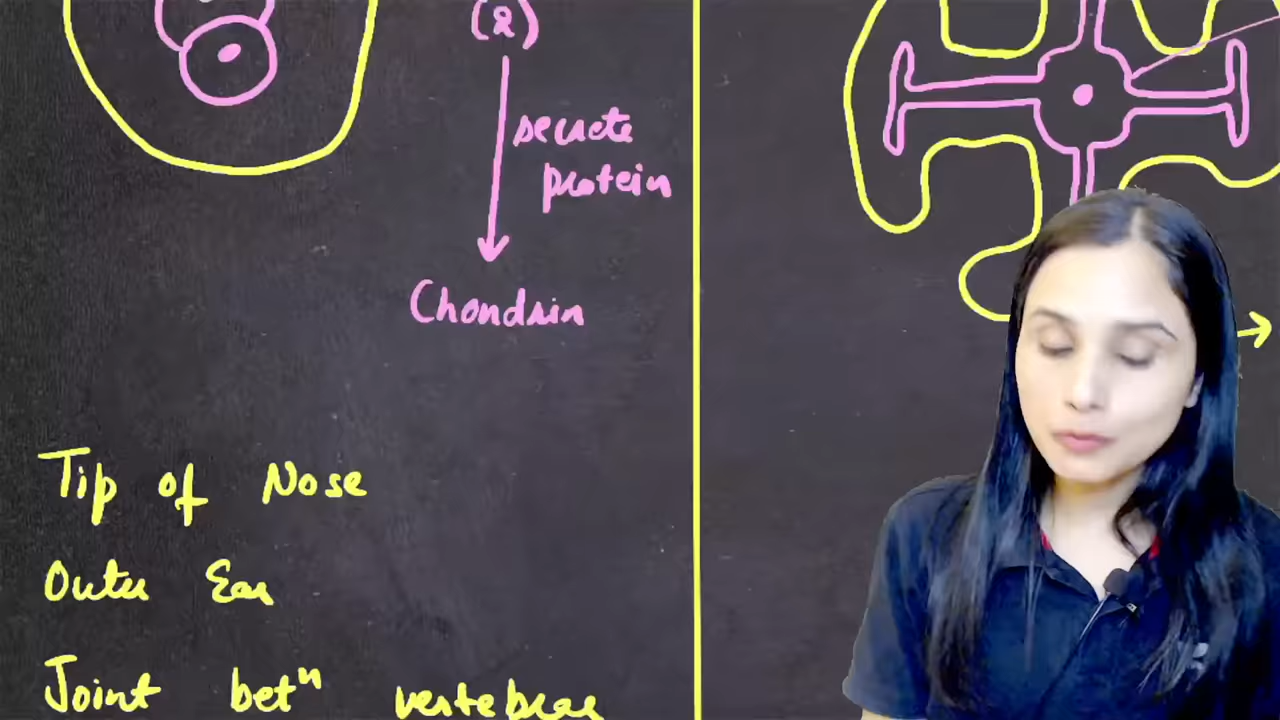 (2)
secrete
protein
Chondrin
Tip of Nose
Outer Ear
Joint betⁿ vertebrae